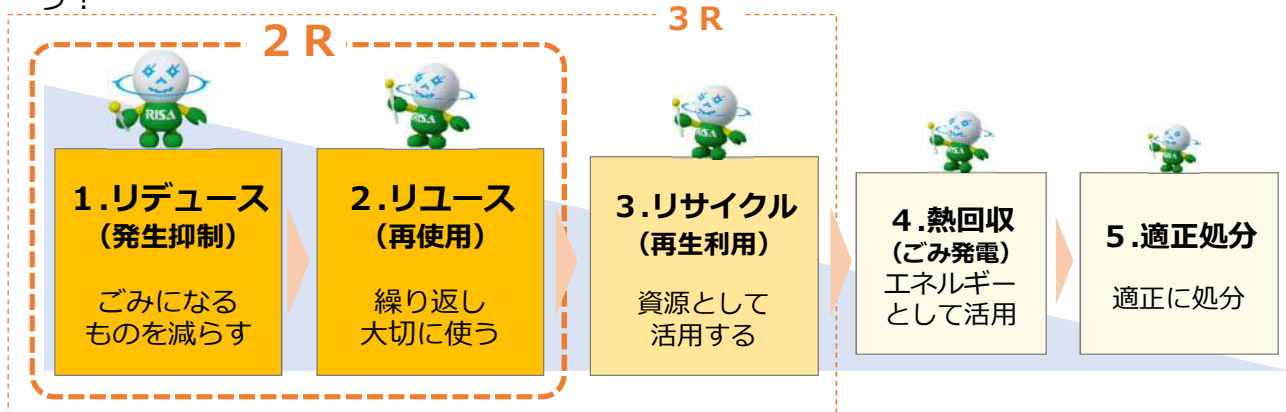 う！
３Ｒ
２Ｒ
RISA
RISA
RISA
RISA
RISA
１.リデュース
（発生抑制）
ごみになる
ものを減らす
２.リユース
（再使用）
繰り返し
大切に使う
３.リサイクル
（再生利用）
資源として
活用する
４.熱回収
（ごみ発電）
エネルギー
として活用
５.適正処分
適正に処分